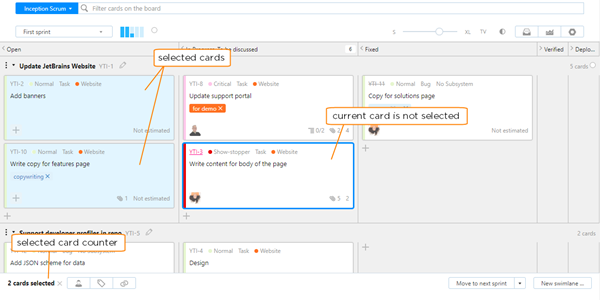 Inception Scrum
Filter cards on the board
First sprint
S XL TV
Open
To be discussed 6
Fixed
Verified
Deplo...
selected cards
Update JetBrains Website YTI-1
5 cards
YTI-2 Normal Task Website
Add banners
Not estimated
YTI-8 Critical Task Website
Update support portal
for demo ×
0/2 2 4
YTI-11 Normal Bug No Subsystem
Copy for solutions page
Not estimated
current card is not selected
YTI-10 Normal Task Website
Write copy for features page
copywriting ×
1 Not estimated
YTI-3 Show-stopper Task Website
Write content for body of the page
5 2
Support developer profiles in
YTI-5
2 cards
selected card counter
Normal Task Website
Add JSON scheme for data
YTI-4 Normal Task Website
Design
2 cards selected ×
Move to next sprint
New swimlane ...